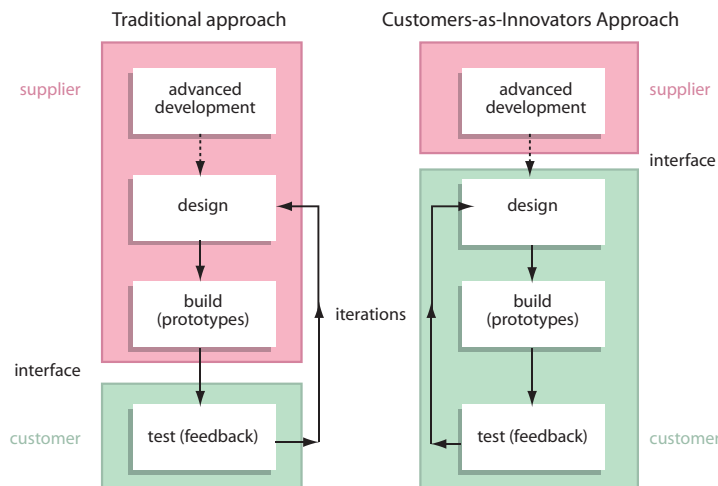 Traditional approach
supplier
advanced
development
design
build
(prototypes)
interface
customer
test (feedback)
iterations
Customers-as-Innovators Approach
advanced
development
supplier
interface
design
build
(prototypes)
test (feedback)
customer